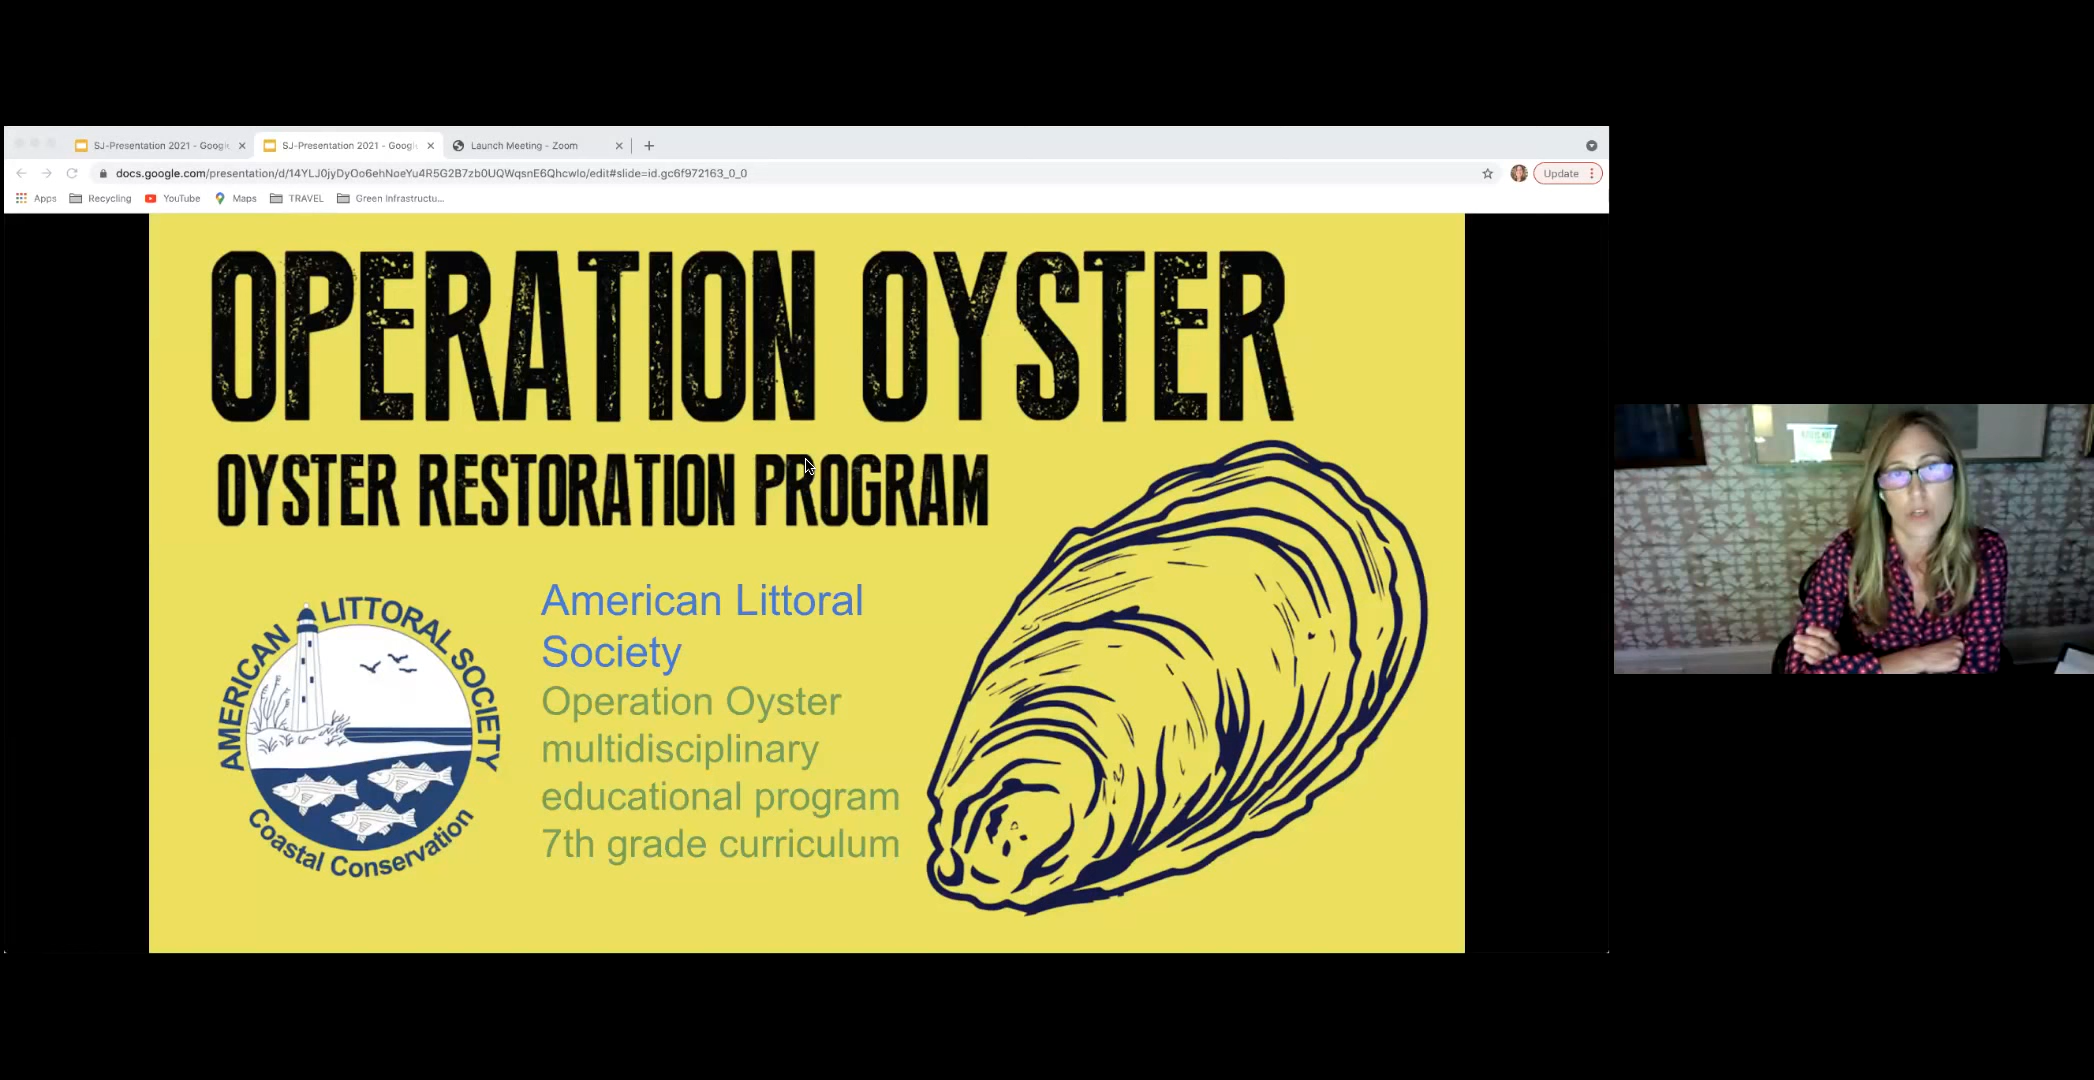 SJ-Presentation 2021 - Googl
SJ-Presentation 2021 - Googl
Launch Meeting - Zoom
docs.google.com/presentation/d/14YLJ0jyDyOo6ehNoeYu4R5G2B7zb0UQWqsnE6Qhcwlo/edit#slide=id.gc6f972163_0_0
Update
Apps
Recycling
YouTube
Maps
TRAVEL
Green Infrastructu...
OPERATION OYSTER
OYSTER RESTORATION PROGRAM
AMERICAN LITTORAL SOCIETY
Coastal Conservation
American Littoral
Society
Operation Oyster
multidisciplinary
educational program
7th grade curriculum